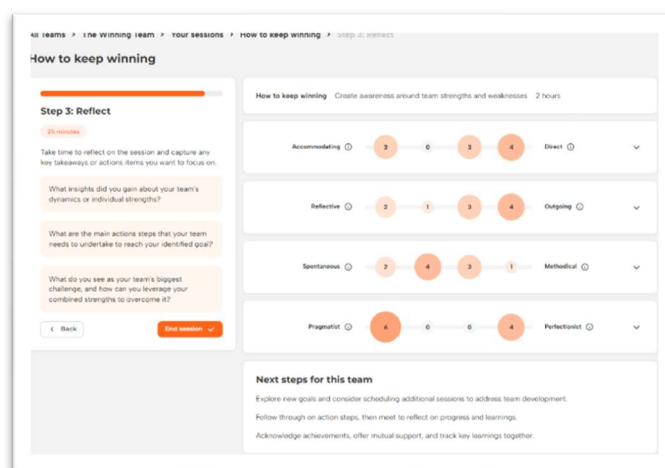 All Teams > The Winning Team > Your sessions > How to keep winning > Step 3: Reflect
How to keep winning
Step 3: Reflect
25 minutes
Take time to reflect on the session and capture any
key takeaways or actions items you want to focus on.
What insights did you gain about your team's
dynamics or individual strengths?
What are the main actions steps that your team
needs to undertake to reach your identified goal?
What do you see as your team's biggest
challenge, and how can you leverage your
combined strengths to overcome it?
< Back
End session
How to keep winning Create awareness around team strengths and weaknesses 2 hours
Accommodating 3 0 3 4 Direct
Reflective 2 1 3 4 Outgoing
Spontaneous 2 4 3 1 Methodical
Pragmatist 6 0 0 4 Perfectionist
Next steps for this team
Explore new goals and consider scheduling additional sessions to address team development.
Follow through on action steps, then meet to reflect on progress and learnings.
Acknowledge achievements, offer mutual support, and track key learnings together.